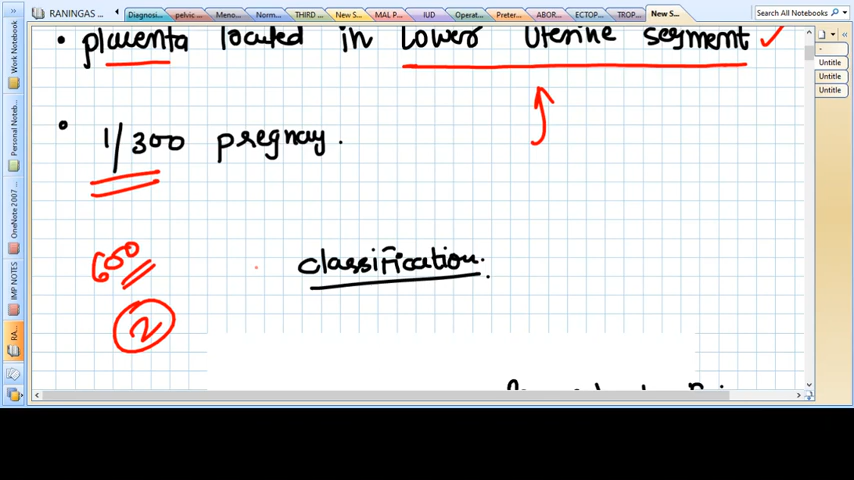 RANINGAS
Diagnosi
pelvic
Meno...
Norm...
THIRD
New S...
MAL P...
IUD
Operat...
Preter...
ABOR...
ECTOP...
TROP...
New S...
Search All Notebooks
Work Notebook
Personal Noteb
OneNote 2007
IMP NOTES
RA...
-
Untitle
Untitle
Untitle
• placenta located in Lower Uterine segment ✓
• 1/300 pregnay.
600
2
classification.